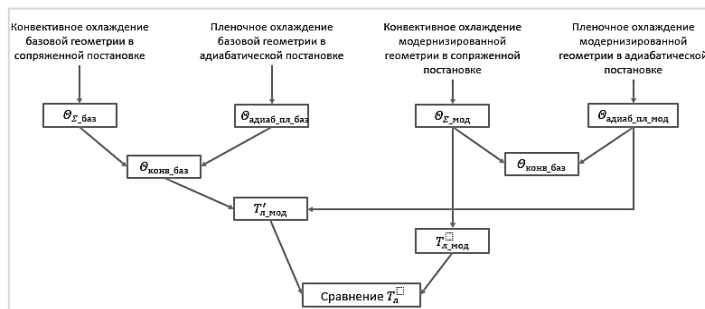 Конвективное охлаждение
базовой геометрии в
сопряженной постановке
Пленочное охлаждение
базовой геометрии в
адиабатической постановке
Конвективное охлаждение
модернизированной
геометрии в сопряженной
постановке
Пленочное охлаждение
модернизированной
геометрии в адиабатической
постановке
Θ_Σ_баз
Θ_адиаб_пл_баз
Θ_Σ_мод
Θ_адиаб_пл_мод
Θ_конв_баз
Θ_конв_баз
T′_л_мод
T_л_мод
Сравнение T_л